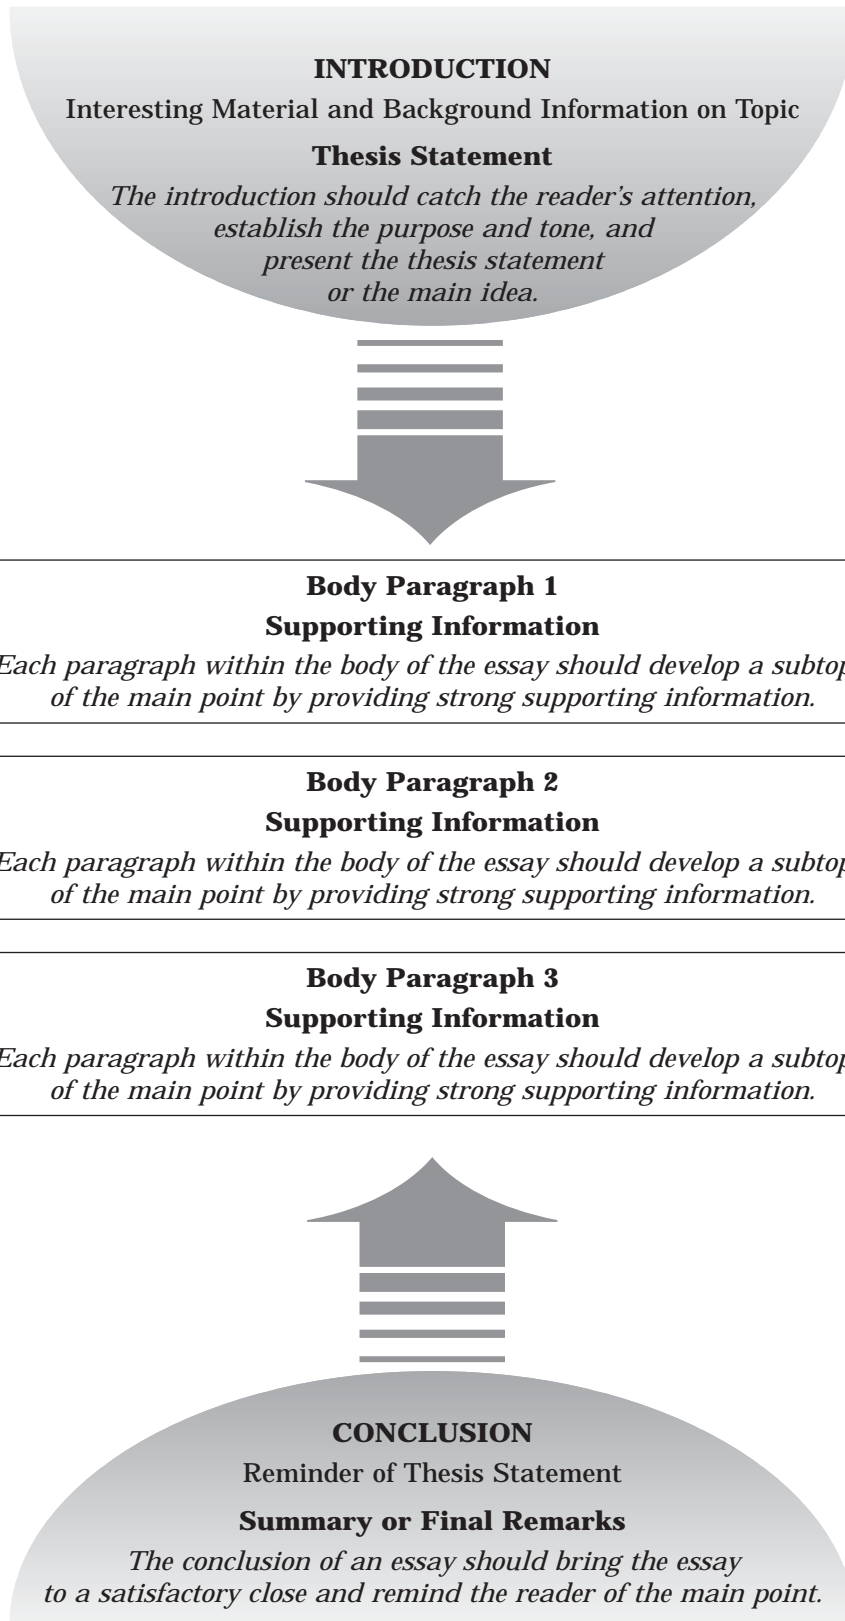 INTRODUCTION
Interesting Material and Background Information on Topic
Thesis Statement
The introduction should catch the reader’s attention,
establish the purpose and tone, and
present the thesis statement
or the main idea.
Body Paragraph 1
Supporting Information
Each paragraph within the body of the essay should develop a
of the main point by providing strong supporting information.
Body Paragraph 2
Supporting Information
Each paragraph within the body of the essay should develop a
of the main point by providing strong supporting information.
Body Paragraph 3
Supporting Information
Each paragraph within the body of the essay should develop a
of the main point by providing strong supporting information.
CONCLUSION
Reminder of Thesis Statement
Summary or Final Remarks
The conclusion of an essay should bring the essay
to a satisfactory close and remind the reader of the main point.